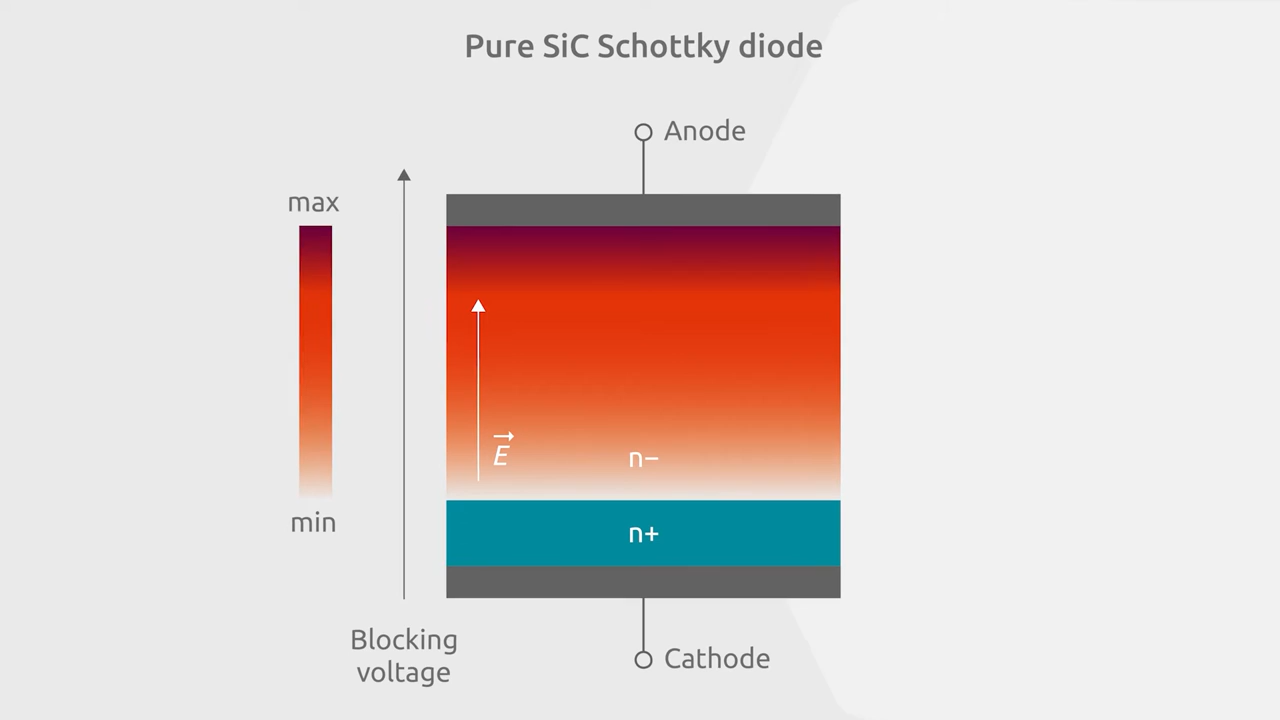 Pure SiC Schottky diode
Anode
max
E
n−
n+
min
Blocking
voltage
Cathode